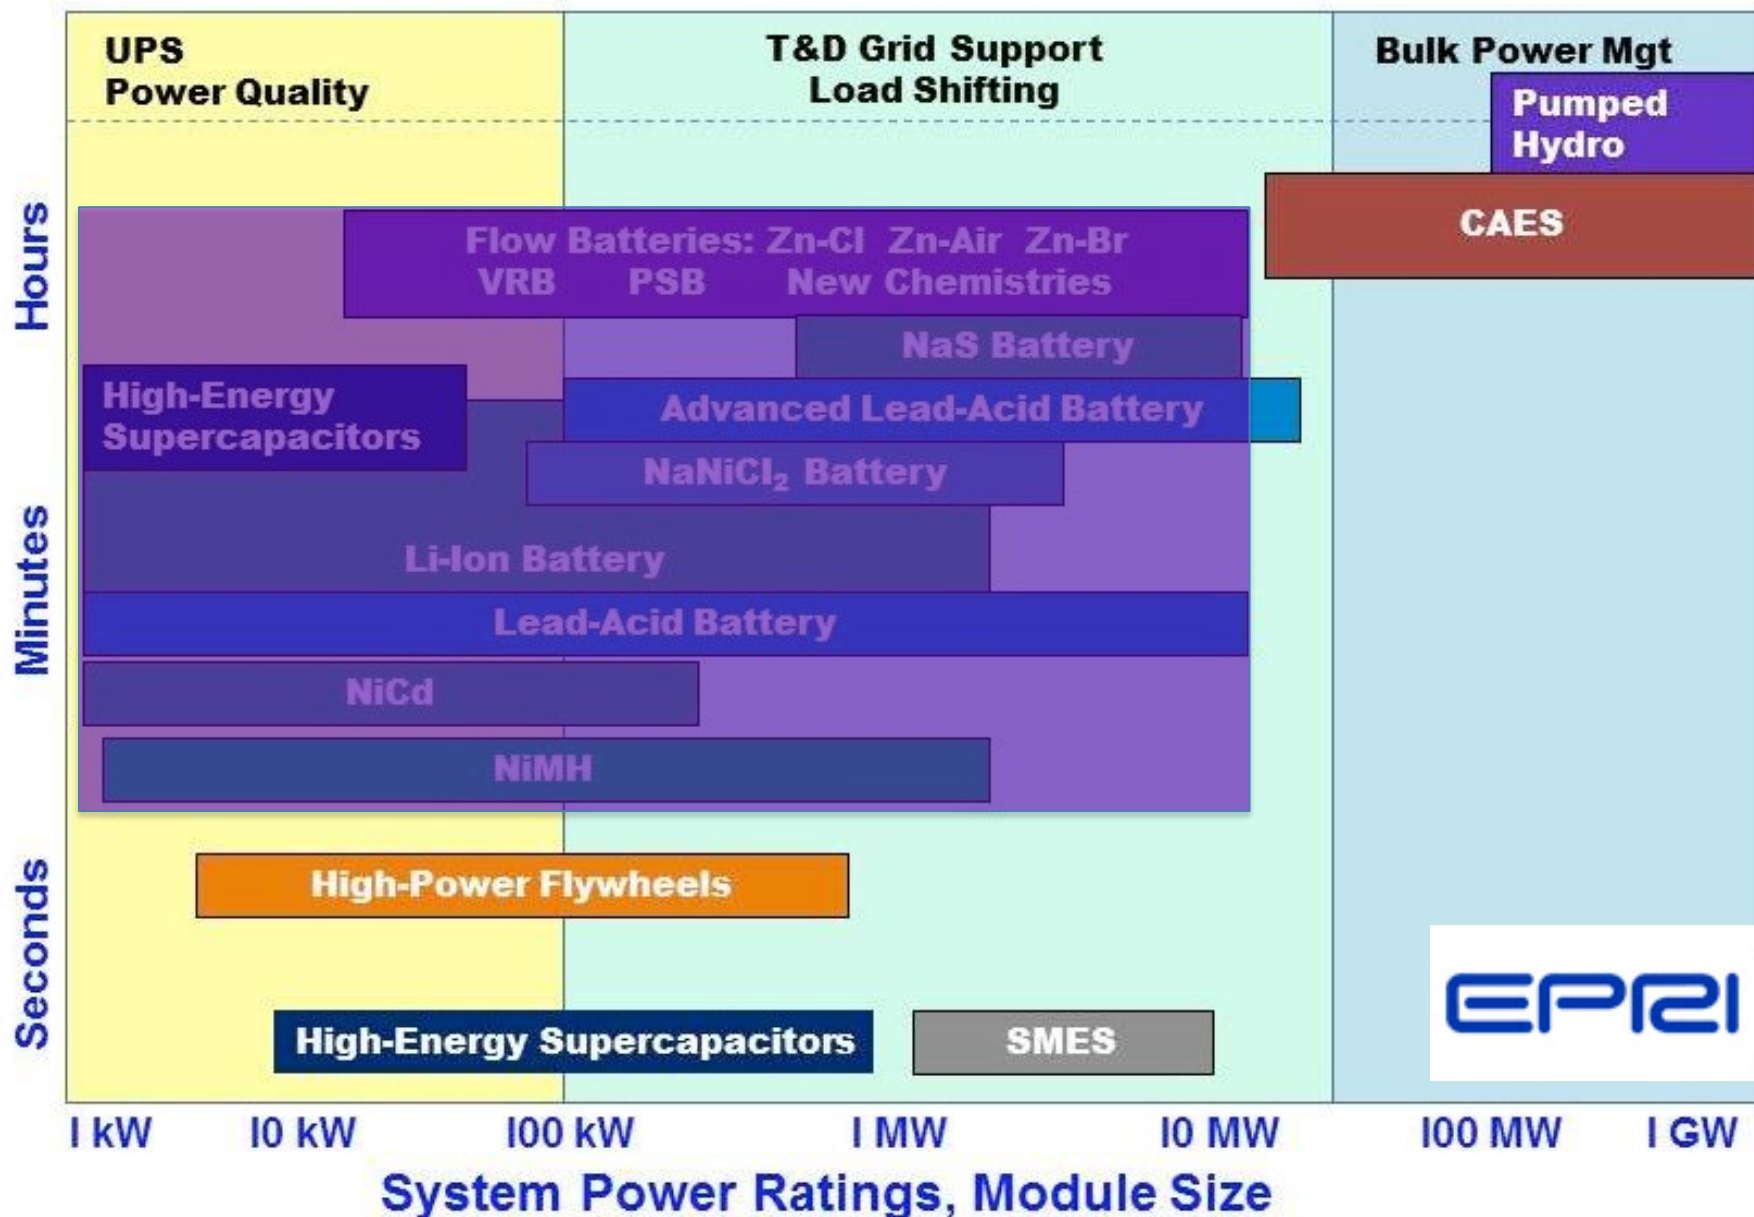 UPS
Power Quality
T&D Grid Support
Load Shifting
Bulk Power Mgt
Pumped
Hydro
CAES
Flow Batteries: Zn-Cl Zn-Air Zn-Br
VRB PSB New Chemistries
NaS Battery
High-Energy
Supercapacitors
Advanced Lead-Acid Battery
NaNiCl₂ Battery
Li-Ion Battery
Lead-Acid Battery
NiCd
NiMH
High-Power Flywheels
High-Energy Supercapacitors
SMES
EPRI
Hours
Minutes
Seconds
1 kW 10 kW 100 kW 1 MW 10 MW 100 MW 1 GW
System Power Ratings, Module Size